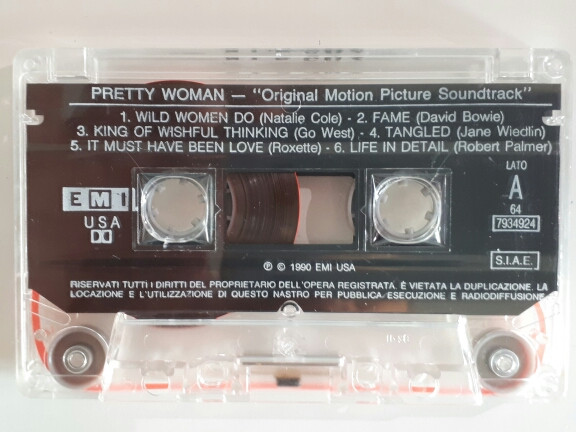 PRETTY WOMAN — "Original Motion Picture Soundtrack"
1. WILD WOMEN DO (Natalie Cole) - 2. FAME (David Bowie)
3. KING OF WISHFUL THINKING (Go West) - 4. TANGLED (Jane Wiedlin)
5. IT MUST HAVE BEEN LOVE (Roxette) - 6. LIFE IN DETAIL (Robert Palmer)
LATO
A
64
7934924
EMI
USA
S.I.A.E.
℗ © 1990 EMI USA
RISERVATI TUTTI I DIRITTI DEL PROPRIETARIO DELL'OPERA REGISTRATA. È VIETATA LA DUPLICAZIONE, LA
LOCAZIONE E L'UTILIZZAZIONE DI QUESTO NASTRO PER PUBBLICA ESECUZIONE E RADIODIFFUSIONE.